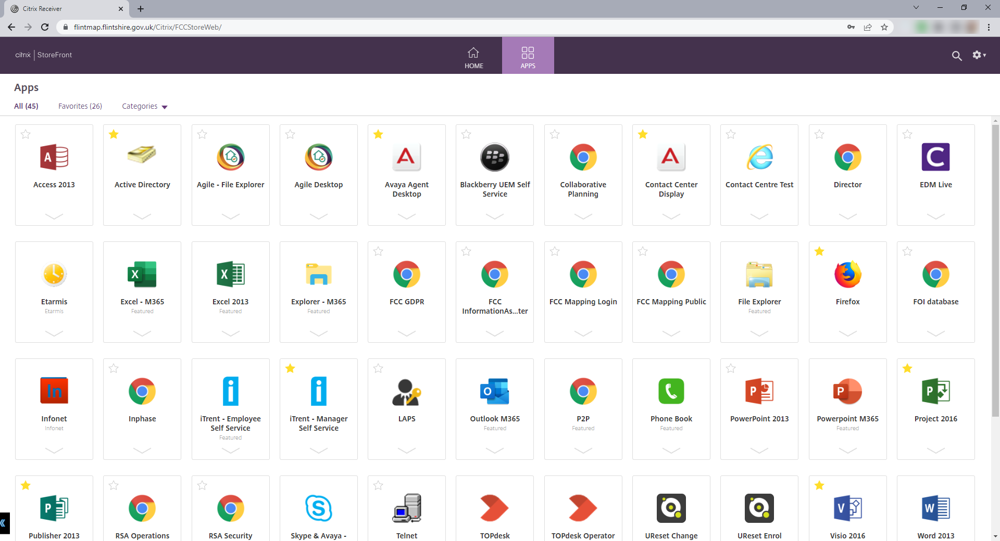 Citrix Receiver
flintmap.flintshire.gov.uk/Citrix/FCCStoreWeb/
citrix | StoreFront
HOME
APPS
Apps
All (45)
Favorites (26)
Categories
Access 2013
Active Directory
Agile - File Explorer
Agile Desktop
Avaya Agent
Desktop
Blackberry UEM Self
Service
Collaborative
Planning
Contact Center
Display
Contact Centre Test
Director
EDM Live
Etarmis
Etarmis
Excel - M365
Featured
Excel 2013
Featured
Explorer - M365
Featured
FCC GDPR
FCC
InformationAs...ter
FCC Mapping Login
FCC Mapping Public
File Explorer
Featured
Firefox
FOI database
In
Infonet
Infonet
Inphase
iTrent - Employee
Self Service
Featured
iTrent - Manager
Self Service
LAPS
Outlook M365
Featured
P2P
Featured
Phone Book
Featured
PowerPoint 2013
Powerpoint M365
Featured
Project 2016
Publisher 2013
RSA Operations
RSA Security
Skype & Avaya -
Telnet
TOPdesk
TOPdesk Operator
UReset Change
UReset Enrol
Visio 2016
Word 2013